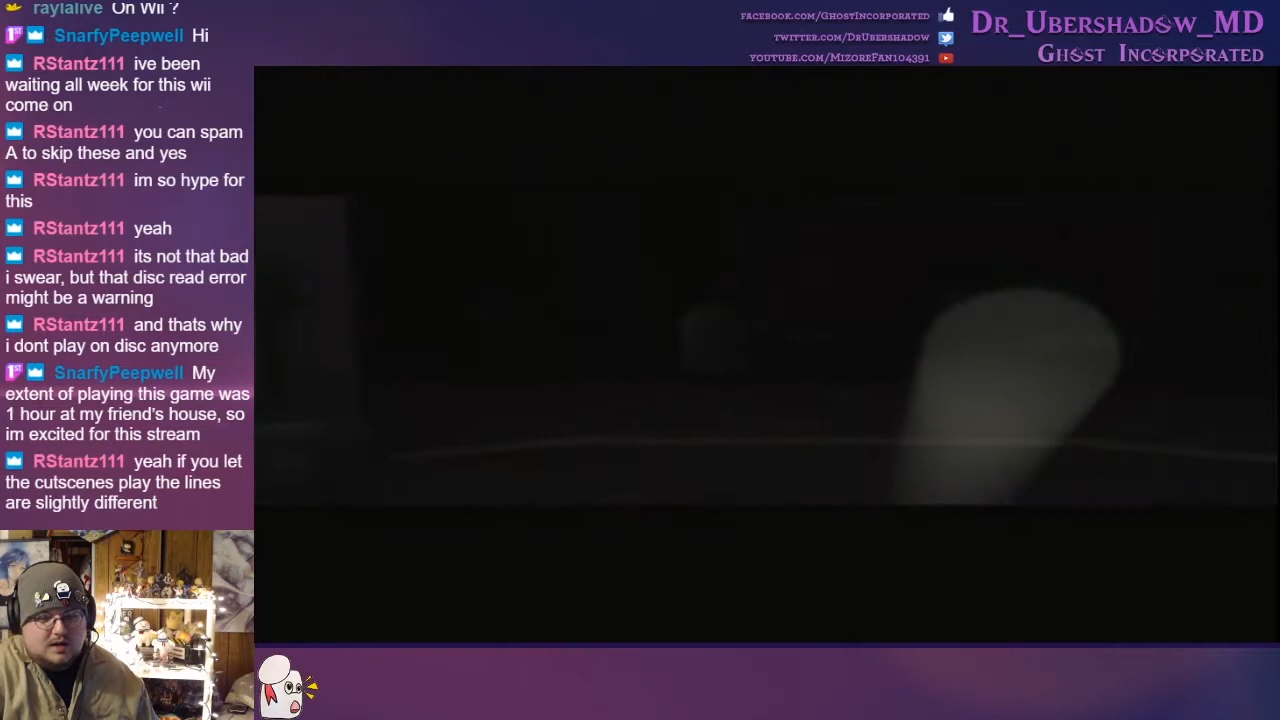 raylalive Oh Wii ?
SnarfyPeepwell Hi
RStantz111 ive been
waiting all week for this wii
come on
RStantz111 you can spam
A to skip these and yes
RStantz111 im so hype for
this
RStantz111 yeah
RStantz111 its not that bad
i swear, but that disc read error
might be a warning
RStantz111 and thats why
i dont play on disc anymore
1ST SnarfyPeepwell My
extent of playing this game was
1 hour at my friend's house, so
im excited for this stream
RStantz111 yeah if you let
the cutscenes play the lines
are slightly different
facebook.com/GhostIncorporated
twitter.com/DrUbershadow
youtube.com/MizoreFan104391
Dr_Ubershadow_MD
Ghost Incorporated